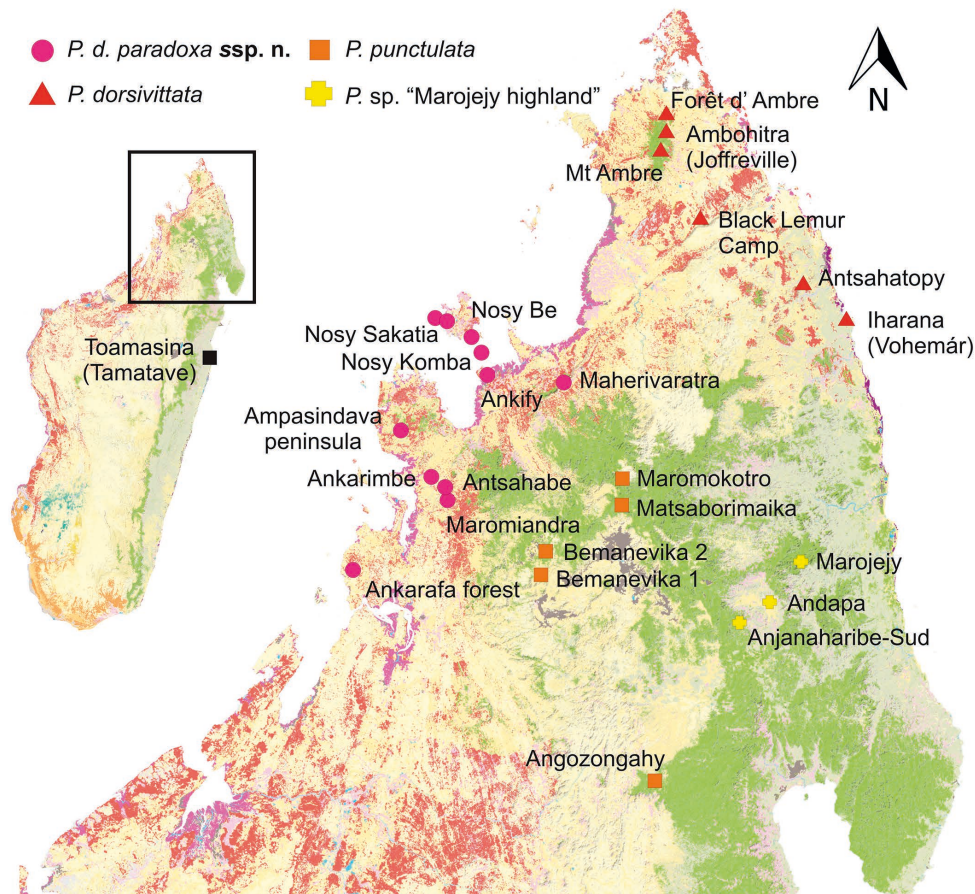 P. d. paradoxa ssp. n.
P. punctulata
P. dorsivittata
P. sp. “Marojejy highland”
N
Forêt d’ Ambre
Ambohitra
(Joffreville)
Mt Ambre
Black Lemur
Camp
Antsahatopy
Iharana
(Vohemár)
Nosy Be
Nosy Sakatia
Nosy Komba
Ankify
Maherivaratra
Toamasina
(Tamatave)
Ampasindava
peninsula
Ankarimbe
Antsahabe
Maromiandra
Maromokotro
Matsaborimaika
Bemanevika 2
Bemanevika 1
Ankarafa forest
Marojejy
Andapa
Anjanaharibe-Sud
Angozongahy